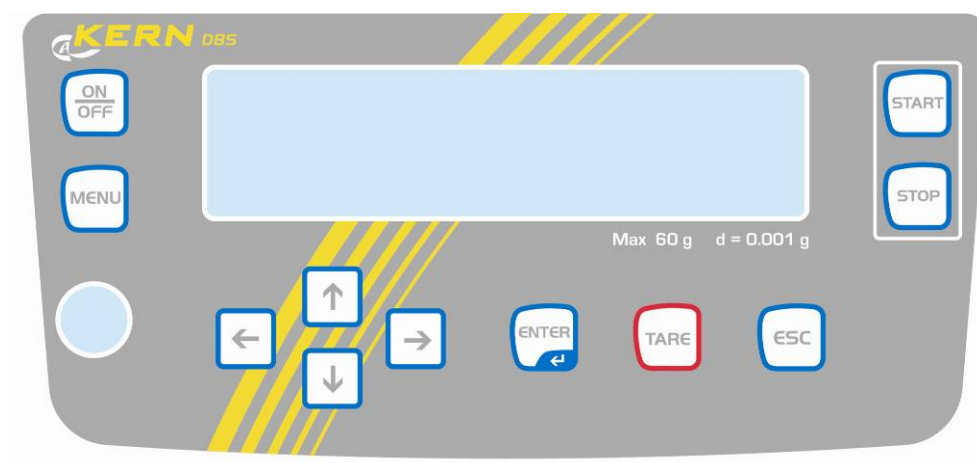 KERN DBS
ON
OFF
START
MENU
STOP
Max 60 g d = 0.001 g
ENTER
TARE
ESC